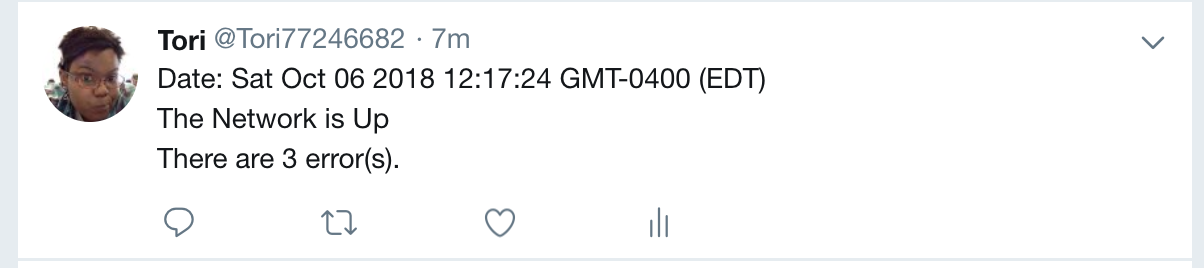 Tori @Tori77246682 · 7m
Date: Sat Oct 06 2018 12:17:24 GMT-0400 (EDT)
The Network is Up
There are 3 error(s).